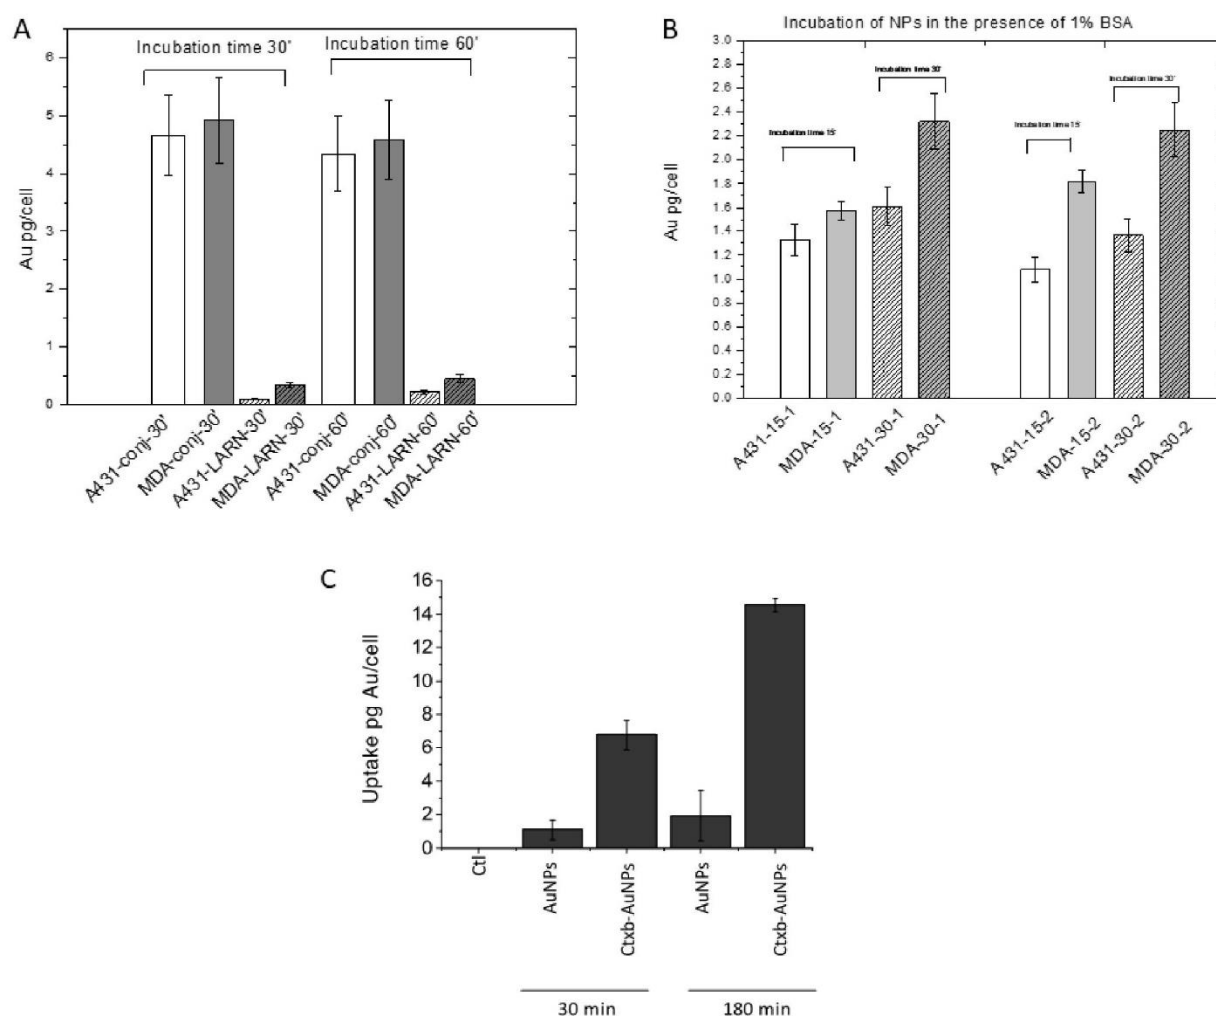 A
Incubation time 30'
Incubation time 60'
Au pg/cell
6
5
4
3
2
1
0
A431-conj-30'
MDA-conj-30'
A431-LARN-30'
MDA-LARN-30'
A431-conj-60'
MDA-conj-60'
A431-LARN-60'
MDA-LARN-60'
B
Incubation of NPs in the presence of 1% BSA
Au pg/cell
3.0
2.8
2.6
2.4
2.2
2.0
1.8
1.6
1.4
1.2
1.0
0.8
0.6
0.4
0.2
0.0
Incubation time 15'
Incubation time 30'
Incubation time 15'
Incubation time 30'
A431-15-1
MDA-15-1
A431-30-1
MDA-30-1
A431-15-2
MDA-15-2
A431-30-2
MDA-30-2
C
Uptake pg Au/cell
16
14
12
10
8
6
4
2
0
Ctl
AuNPs
Ctxb-AuNPs
AuNPs
Ctxb-AuNPs
30 min
180 min